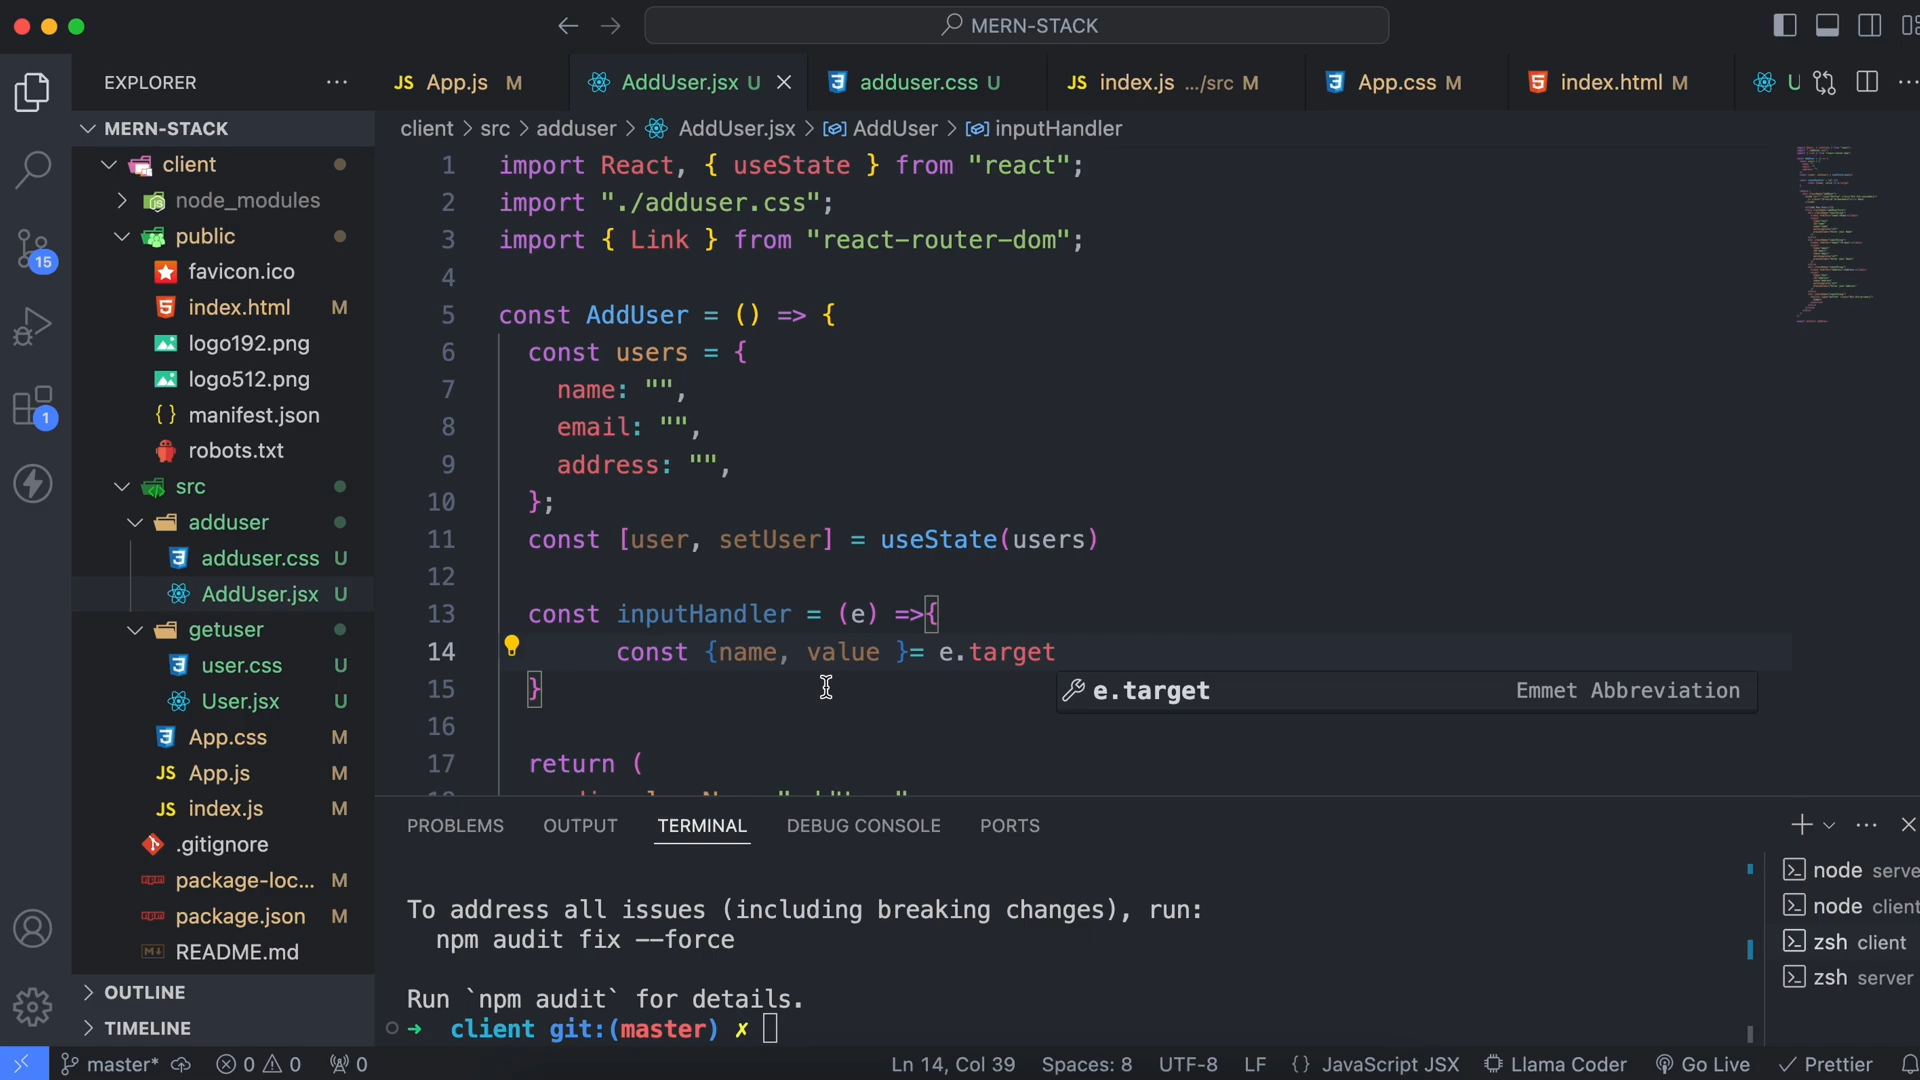 MERN-STACK
EXPLORER
JS App.js M
AddUser.jsx U
adduser.css U
JS index.js .../src M
App.css M
index.html M
U
MERN-STACK
client
node_modules
public
favicon.ico
index.html M
logo192.png
logo512.png
{ } manifest.json
robots.txt
src
adduser
adduser.css U
AddUser.jsx U
getuser
user.css U
User.jsx U
App.css M
JS App.js M
JS index.js M
.gitignore
package-loc... M
package.json M
README.md
OUTLINE
TIMELINE
15
1
client > src > adduser > AddUser.jsx > AddUser > inputHandler
1 import React, { useState } from "react";
2 import "./adduser.css";
3 import { Link } from "react-router-dom";
4
5 const AddUser = () => {
6 const users = {
7 name: "",
8 email: "",
9 address: "",
10 };
11 const [user, setUser] = useState(users)
12
13 const inputHandler = (e) =>{
14 const {name, value }= e.target
15 }
e.target Emmet Abbreviation
16
17 return (
PROBLEMS OUTPUT TERMINAL DEBUG CONSOLE PORTS
To address all issues (including breaking changes), run:
npm audit fix --force
Run `npm audit` for details.
→ client git:(master) ✗
node serve
node client
zsh client
zsh server
master* 0 0 0 Ln 14, Col 39 Spaces: 8 UTF-8 LF { } JavaScript JSX Llama Coder Go Live Prettier